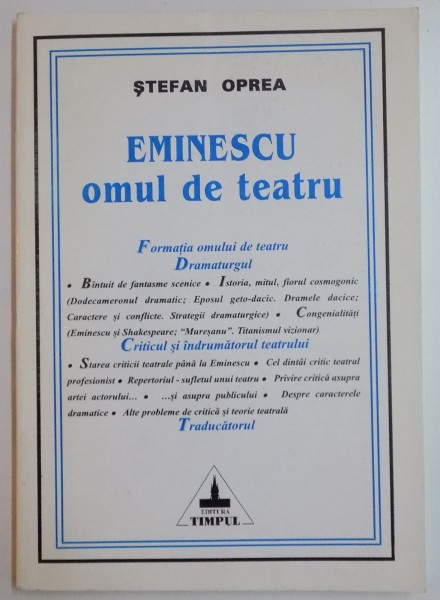 ŞTEFAN OPREA
EMINESCU
omul de teatru
Formaţia omului de teatru
Dramaturgul
• Bîntuit de fantasme scenice • Istoria, mitul, fiorul cosmogonic
(Dodecameronul dramatic; Eposul geto-dacic. Dramele dacice;
Caractere şi conflicte. Strategii dramaturgice) • Congenialităţi
(Eminescu şi Shakespeare; “Mureşanu”. Titanismul vizionar)
Criticul şi îndrumătorul teatrului
• Starea criticii teatrale până la Eminescu • Cel dintâi critic teatral
profesionist • Repertoriul - sufletul unui teatru • Privire critică asupra
artei actorului... • ...şi asupra publicului • Despre caracterele
dramatice • Alte probleme de critică şi teorie teatrală
Traducătorul
EDITURA
TIMPUL